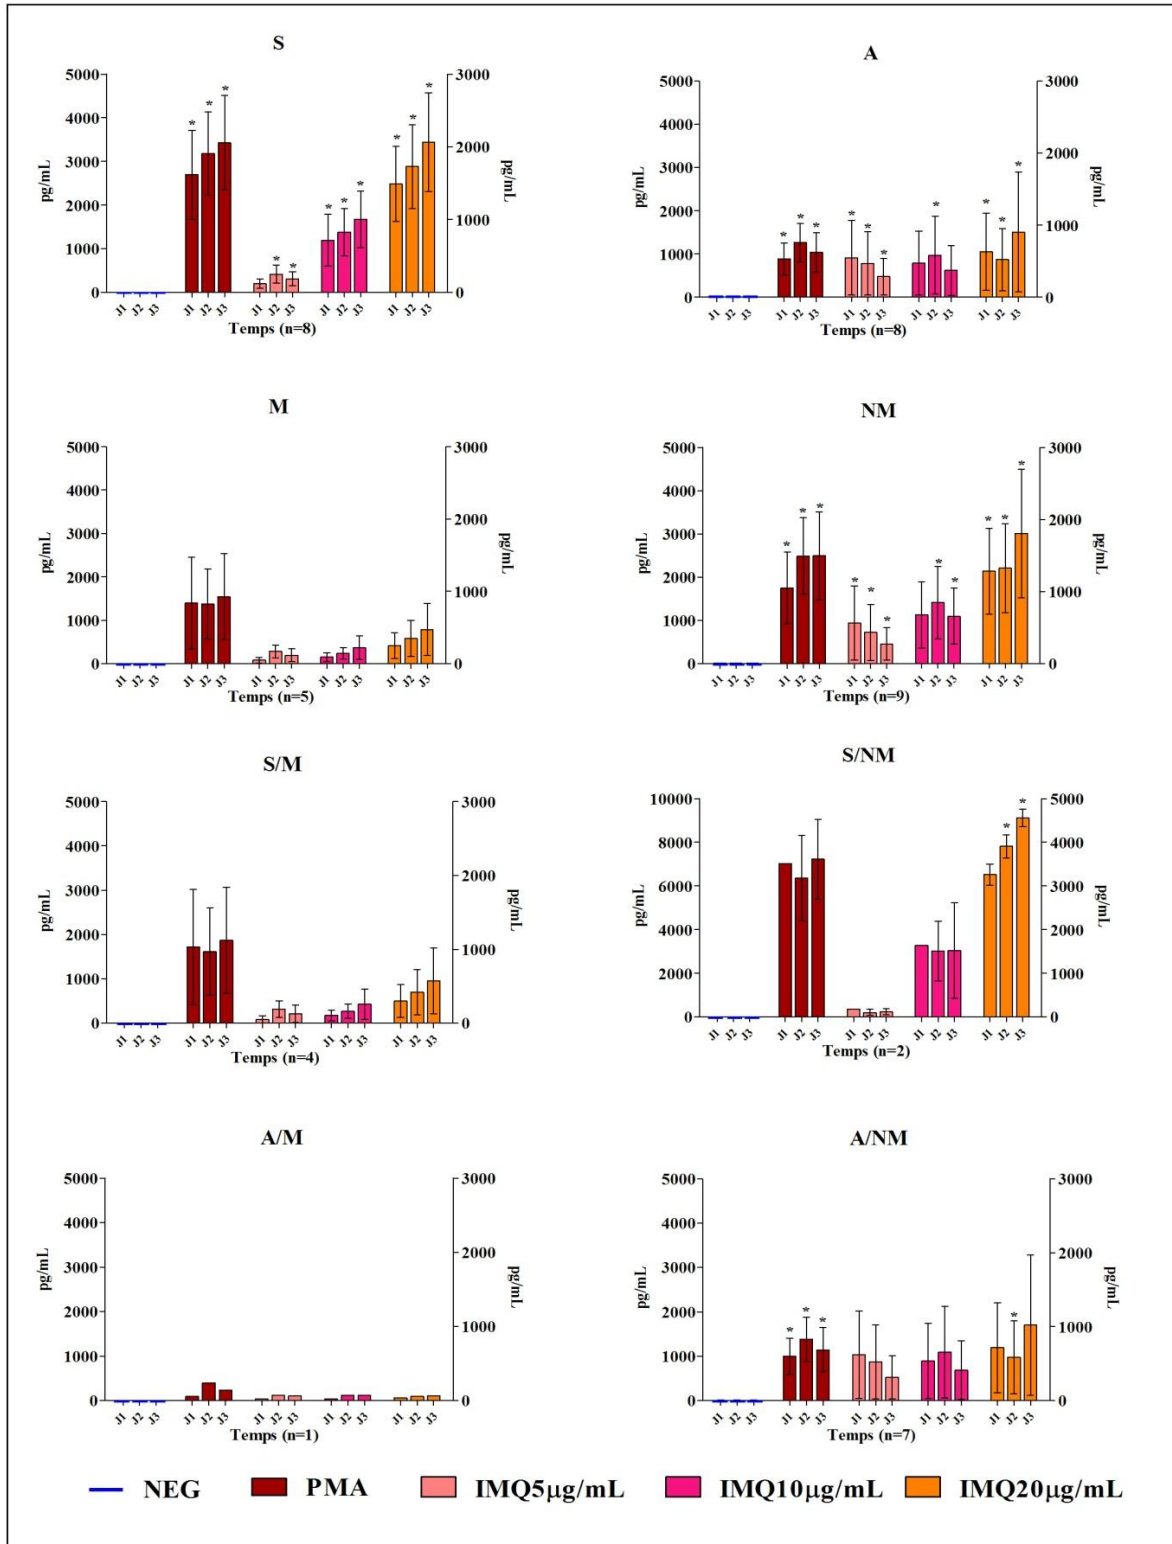 S
* * * * * * * * * * *
5000
4000
3000
2000
1000
0
pg/mL
3000
2000
1000
0
pg/mL
J1 J2 J3 J1 J2 J3 J1 J2 J3 J1 J2 J3 J1 J2 J3
Temps (n=8)
A
* * * * * * * * * *
5000
4000
3000
2000
1000
0
pg/mL
3000
2000
1000
0
pg/mL
J1 J2 J3 J1 J2 J3 J1 J2 J3 J1 J2 J3 J1 J2 J3
Temps (n=8)
M
5000
4000
3000
2000
1000
0
pg/mL
3000
2000
1000
0
pg/mL
J1 J2 J3 J1 J2 J3 J1 J2 J3 J1 J2 J3 J1 J2 J3
Temps (n=5)
NM
* * * * * * * * * * *
5000
4000
3000
2000
1000
0
pg/mL
3000
2000
1000
0
pg/mL
J1 J2 J3 J1 J2 J3 J1 J2 J3 J1 J2 J3 J1 J2 J3
Temps (n=9)
S/M
5000
4000
3000
2000
1000
0
pg/mL
3000
2000
1000
0
pg/mL
J1 J2 J3 J1 J2 J3 J1 J2 J3 J1 J2 J3 J1 J2 J3
Temps (n=4)
S/NM
* *
10000
8000
6000
4000
2000
0
pg/mL
5000
4000
3000
2000
1000
0
pg/mL
J1 J2 J3 J1 J2 J3 J1 J2 J3 J1 J2 J3 J1 J2 J3
Temps (n=2)
A/M
5000
4000
3000
2000
1000
0
pg/mL
3000
2000
1000
0
pg/mL
J1 J2 J3 J1 J2 J3 J1 J2 J3 J1 J2 J3 J1 J2 J3
Temps (n=1)
A/NM
* * * *
5000
4000
3000
2000
1000
0
pg/mL
3000
2000
1000
0
pg/mL
J1 J2 J3 J1 J2 J3 J1 J2 J3 J1 J2 J3 J1 J2 J3
Temps (n=7)
NEG PMA IMQ5µg/mL IMQ10µg/mL IMQ20µg/mL